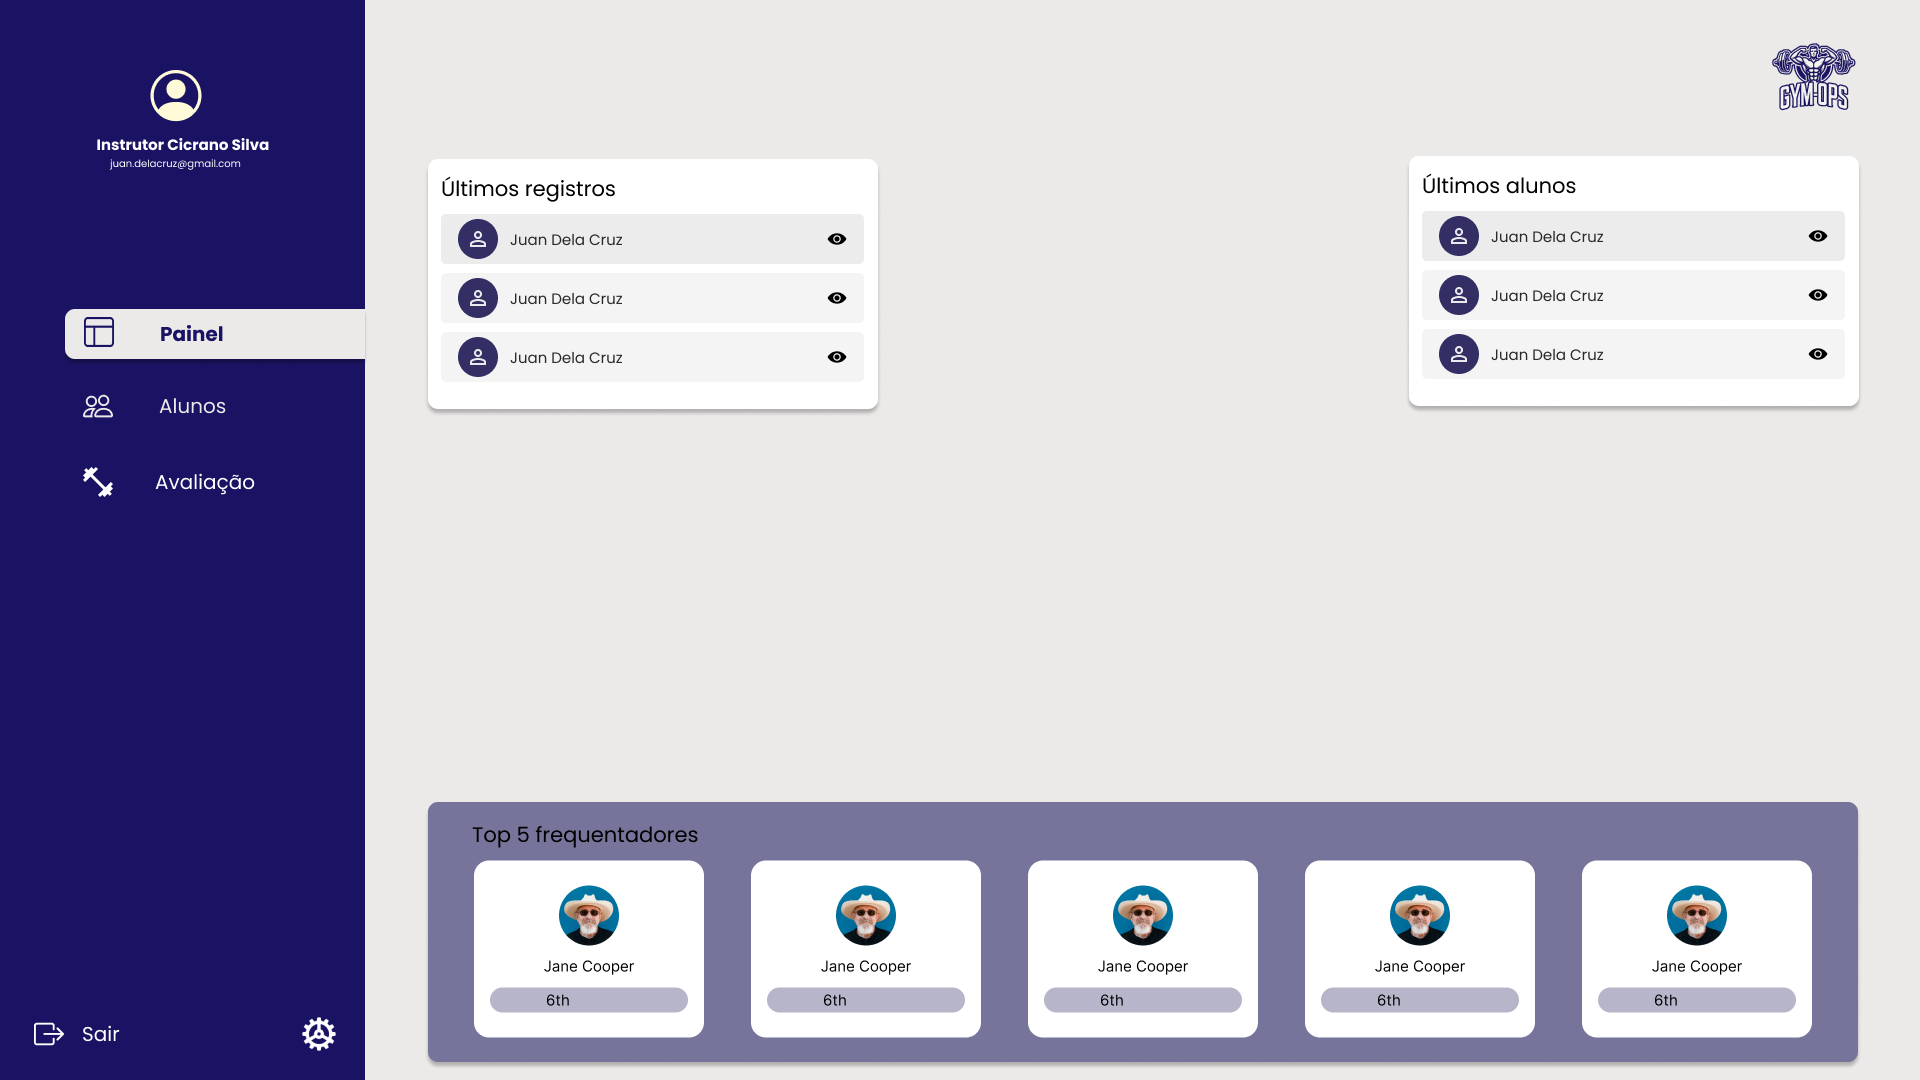 Instrutor Cicrano Silva
juan.delacruz@gmail.com
Painel
Alunos
Avaliação
Sair
GYM-OPS
Últimos registros
Juan Dela Cruz
Juan Dela Cruz
Juan Dela Cruz
Últimos alunos
Juan Dela Cruz
Juan Dela Cruz
Juan Dela Cruz
Top 5 frequentadores
Jane Cooper
6th
Jane Cooper
6th
Jane Cooper
6th
Jane Cooper
6th
Jane Cooper
6th